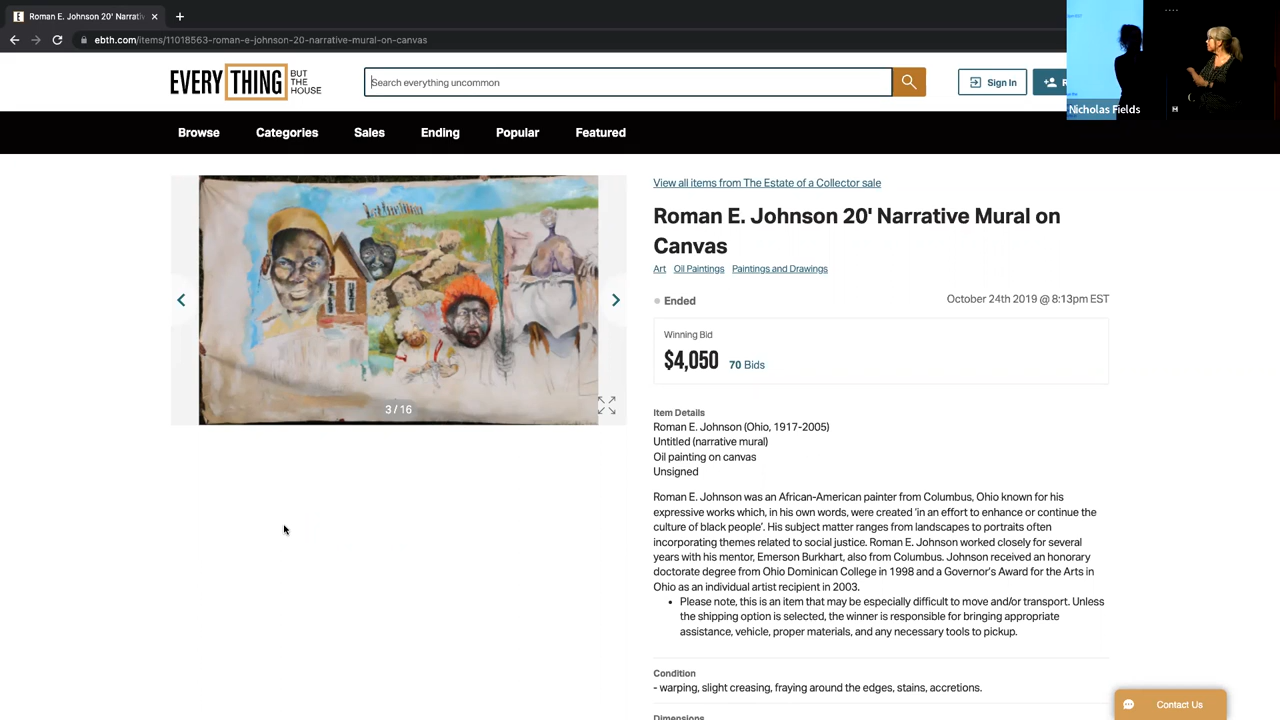 Roman E. Johnson 20' Narrativ
ebth.com/items/11018563-roman-e-johnson-20-narrative-mural-on-canvas
Nicholas Fields
EVERY THING BUT THE HOUSE
Search everything uncommon
Sign In
Browse
Categories
Sales
Ending
Popular
Featured
3 / 16
View all items from The Estate of a Collector sale
Roman E. Johnson 20' Narrative Mural on
Canvas
Art Oil Paintings Paintings and Drawings
Ended
October 24th 2019 @ 8:13pm EST
Winning Bid
$4,050 70 Bids
Item Details
Roman E. Johnson (Ohio, 1917-2005)
Untitled (narrative mural)
Oil painting on canvas
Unsigned
Roman E. Johnson was an African-American painter from Columbus, Ohio known for his
expressive works which, in his own words, were created 'in an effort to enhance or continue the
culture of black people'. His subject matter ranges from landscapes to portraits often
incorporating themes related to social justice. Roman E. Johnson worked closely for several
years with his mentor, Emerson Burkhart, also from Columbus. Johnson received an honorary
doctorate degree from Ohio Dominican College in 1998 and a Governor's Award for the Arts in
Ohio as an individual artist recipient in 2003.
• Please note, this is an item that may be especially difficult to move and/or transport. Unless
the shipping option is selected, the winner is responsible for bringing appropriate
assistance, vehicle, proper materials, and any necessary tools to pickup.
Condition
- warping, slight creasing, fraying around the edges, stains, accretions.
Dimensions
Contact Us